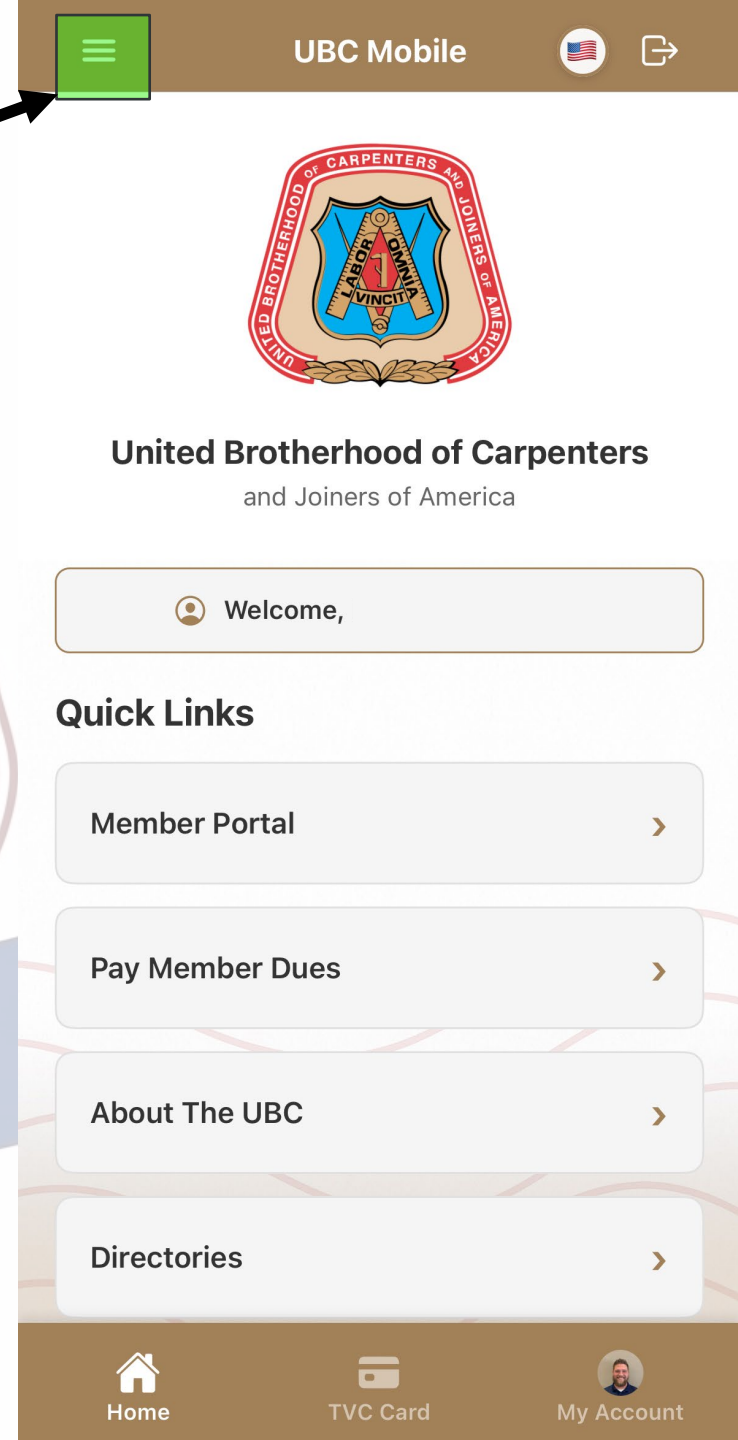 UBC Mobile
UNITED BROTHERHOOD OF CARPENTERS AND JOINERS OF AMERICA
LABOR OMNIA
VINCIT
United Brotherhood of Carpenters
and Joiners of America
Welcome,
Quick Links
Member Portal
Pay Member Dues
About The UBC
Directories
Home
TVC Card
My Account